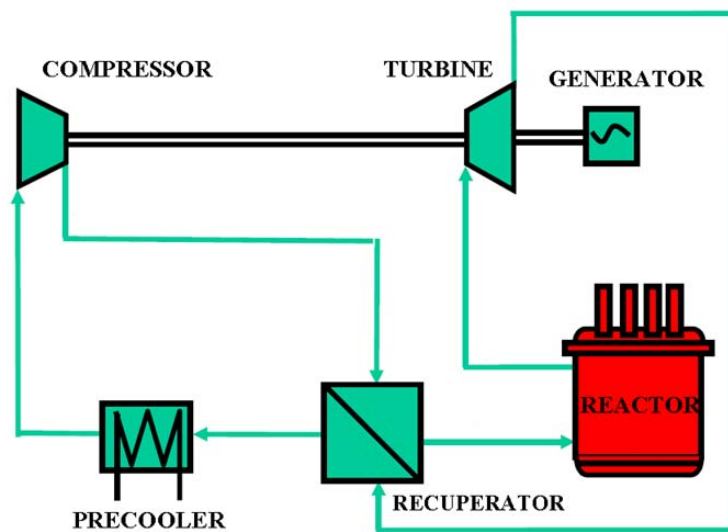 COMPRESSOR
TURBINE
GENERATOR
REACTOR
RECUPERATOR
PRECOOLER